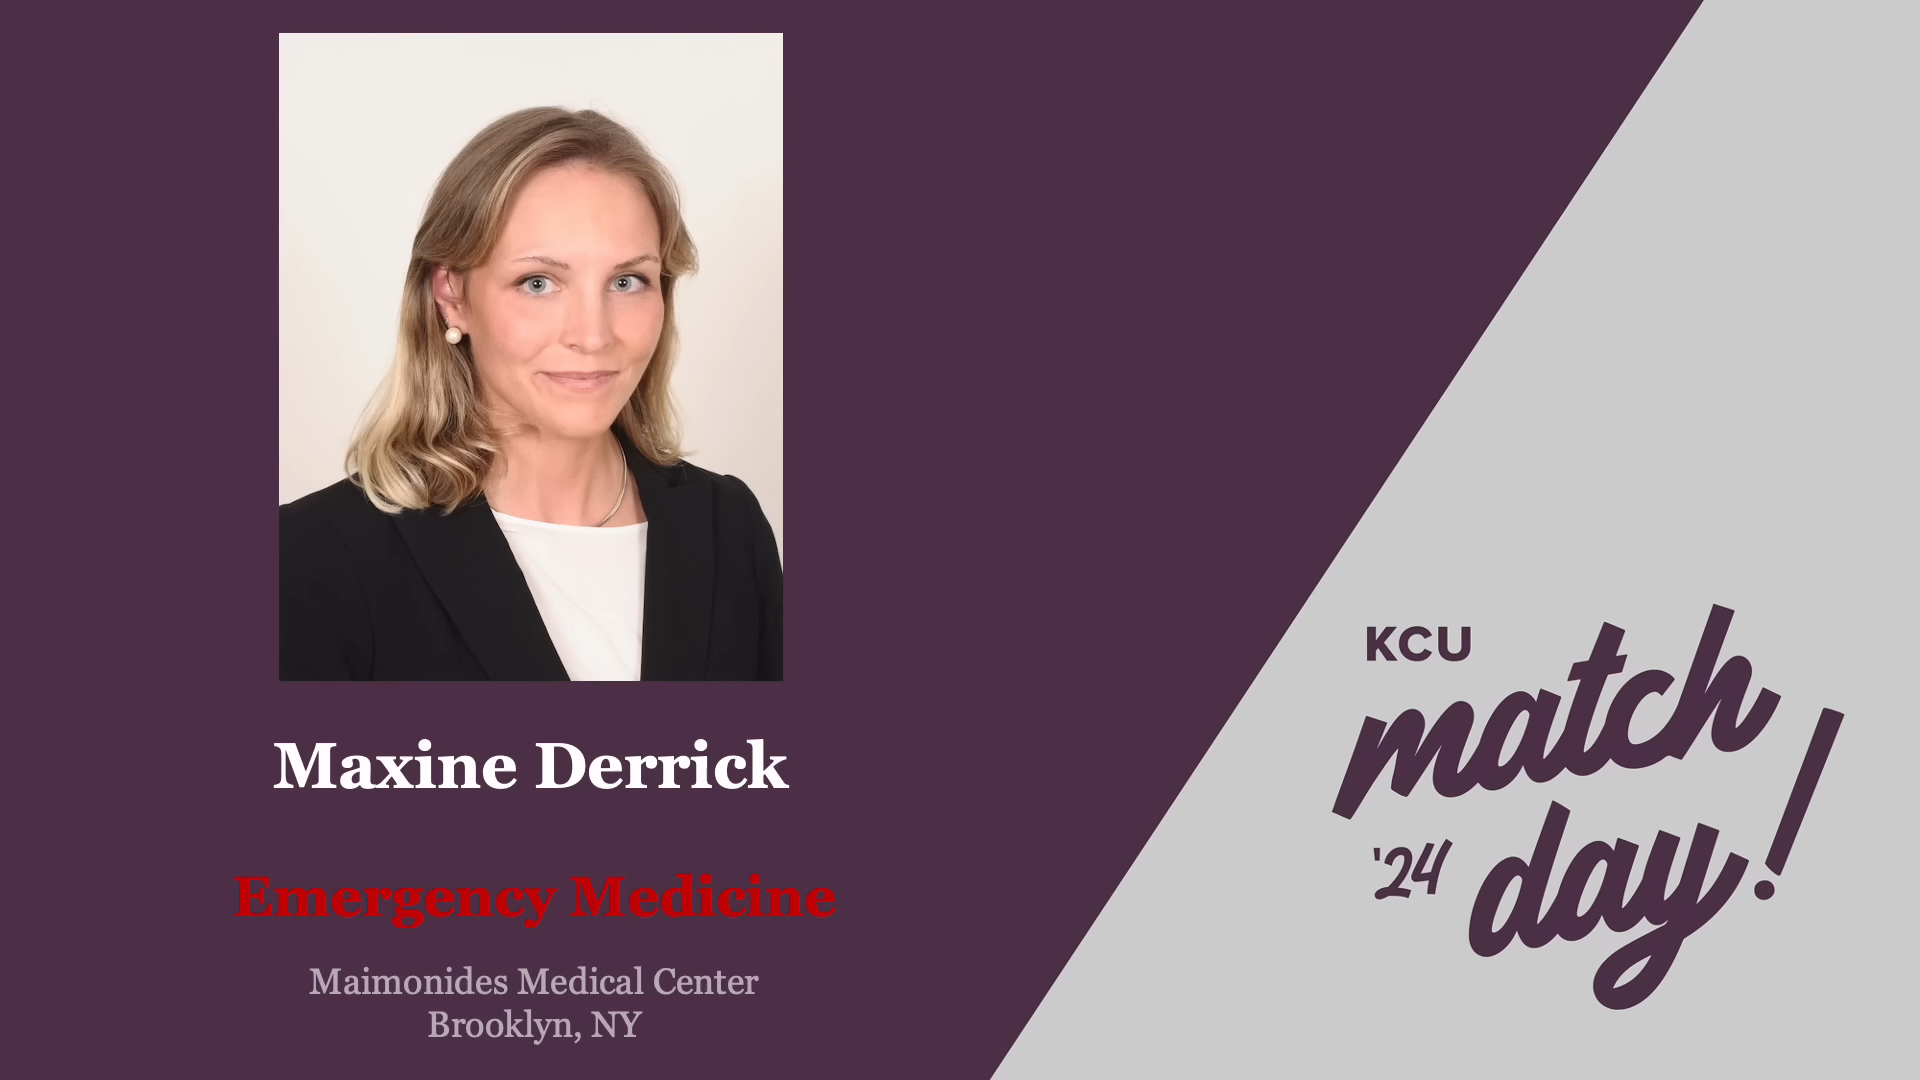 Maxine Derrick
Emergency Medicine
Maimonides Medical Center
Brooklyn, NY
KCU
match
'24 day!